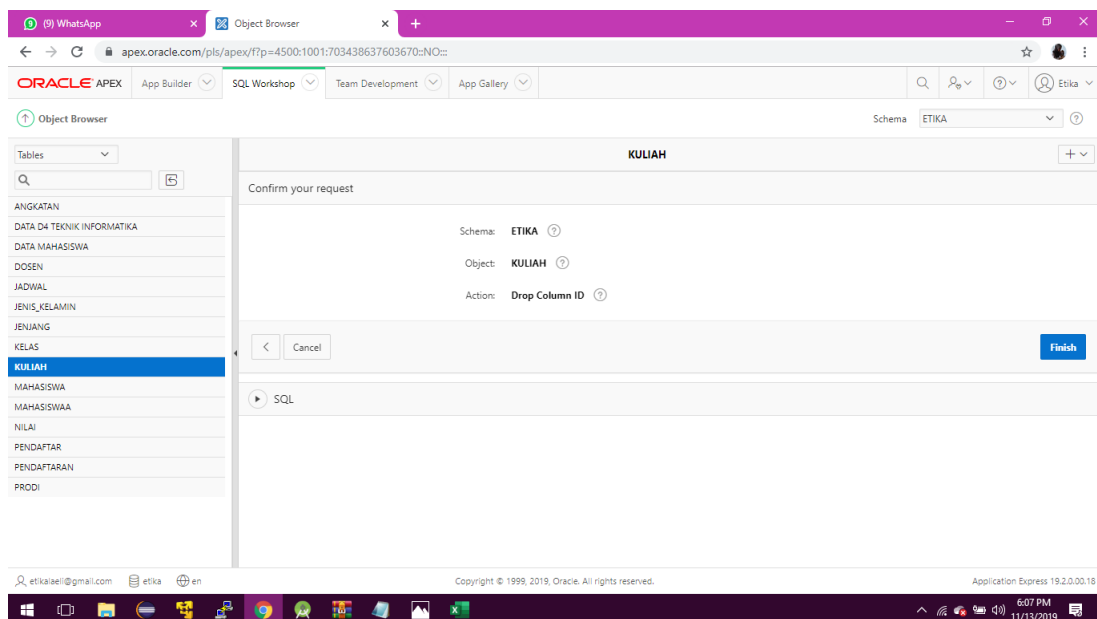 (9) WhatsApp
Object Browser
apex.oracle.com/pls/apex/f?p=4500:1001:703438637603670::NO:::
ORACLE APEX App Builder SQL Workshop Team Development App Gallery Etika
Object Browser Schema ETIKA
Tables
KULIAH
Confirm your request
ANGKATAN
DATA D4 TEKNIK INFORMATIKA
DATA MAHASISWA
DOSEN
JADWAL
JENIS_KELAMIN
JENJANG
KELAS
KULIAH
MAHASISWA
MAHASISWAA
NILAI
PENDAFTAR
PENDAFTARAN
PRODI
Schema: ETIKA
Object: KULIAH
Action: Drop Column ID
Cancel Finish
SQL
etikalaeli@gmail.com etika en Copyright © 1999, 2019, Oracle. All rights reserved. Application Express 19.2.0.00.18
6:07 PM
11/13/2019